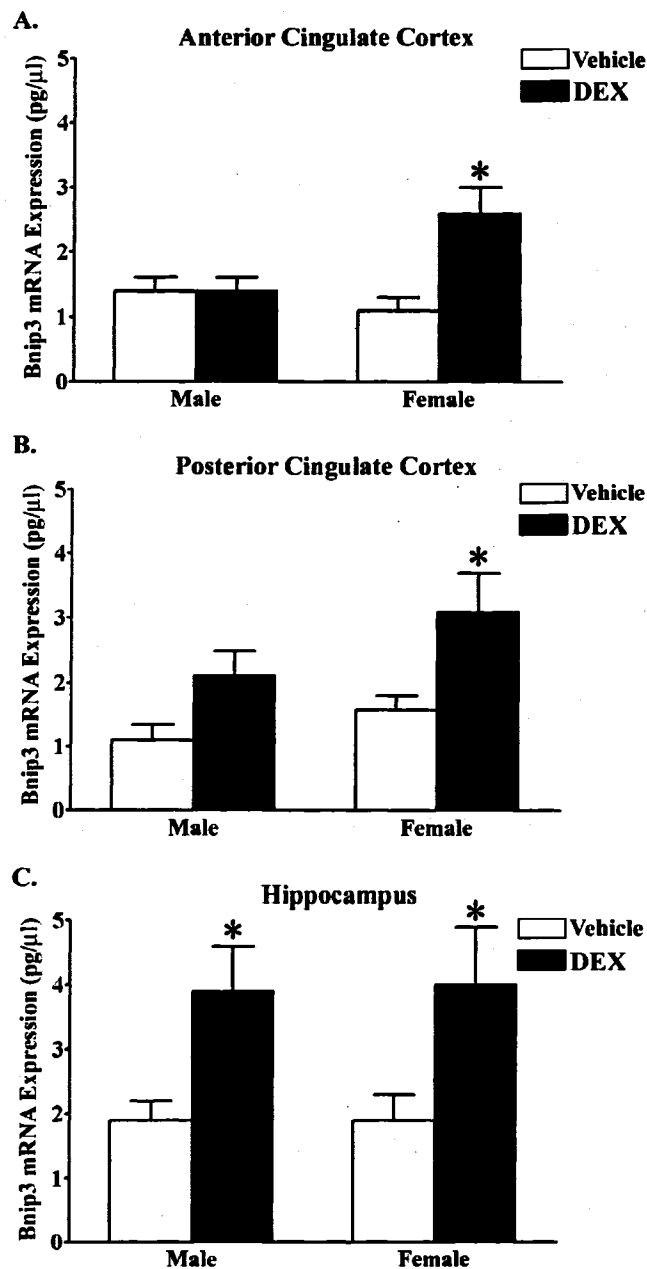 A.
Anterior Cingulate Cortex
Vehicle
DEX
Bnip3 mRNA Expression (pg/µl)
5
4
3
2
1
0
*
Male
Female
B.
Posterior Cingulate Cortex
Vehicle
DEX
Bnip3 mRNA Expression (pg/µl)
5
4
3
2
1
0
*
Male
Female
C.
Hippocampus
Vehicle
DEX
Bnip3 mRNA Expression (pg/µl)
5
4
3
2
1
0
*
*
Male
Female